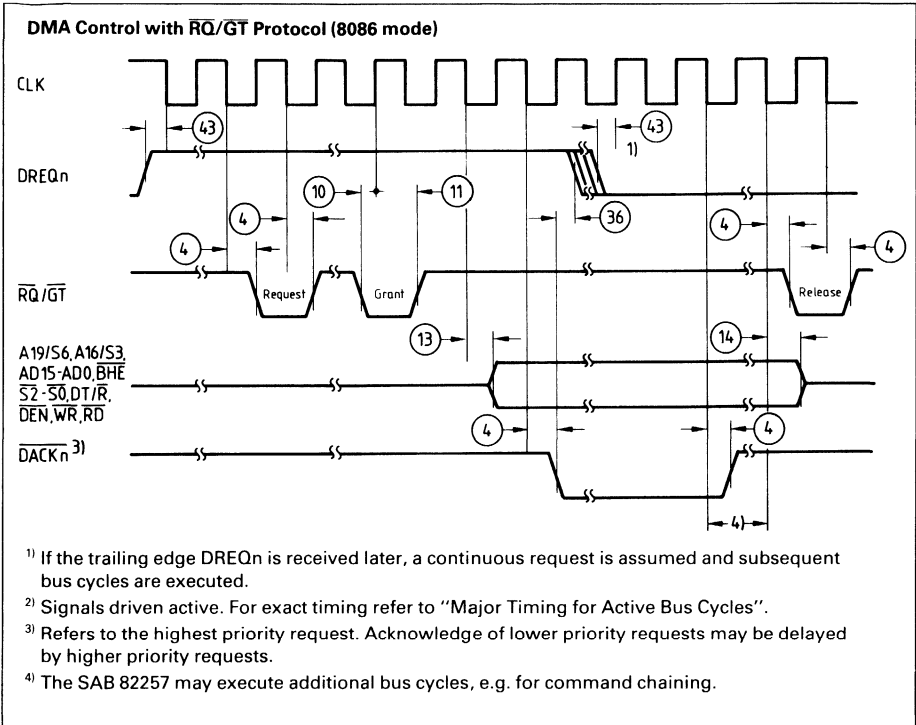 DMA Control with RQ/GT Protocol (8086 mode)
CLK
43
43
1)
DREQn
10
11
4
36
4
4
4
RQ/GT
Request
Grant
Release
13
14
A19/S6, A16/S3,
AD15-AD0, BHE
S2-S0, DT/R,
DEN, WR, RD
4
4
DACKn 3)
4)
1) If the trailing edge DREQn is received later, a continuous request is assumed and subsequent
bus cycles are executed.
2) Signals driven active. For exact timing refer to "Major Timing for Active Bus Cycles".
3) Refers to the highest priority request. Acknowledge of lower priority requests may be delayed
by higher priority requests.
4) The SAB 82257 may execute additional bus cycles, e.g. for command chaining.